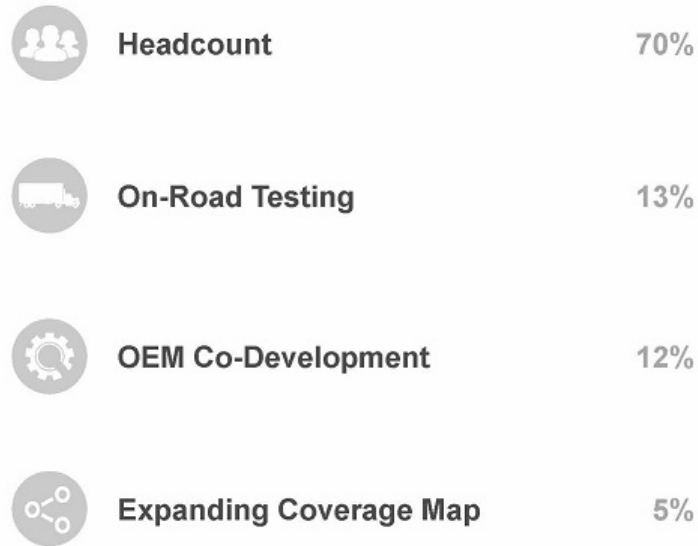 Headcount 70%
On-Road Testing 13%
OEM Co-Development 12%
Expanding Coverage Map 5%